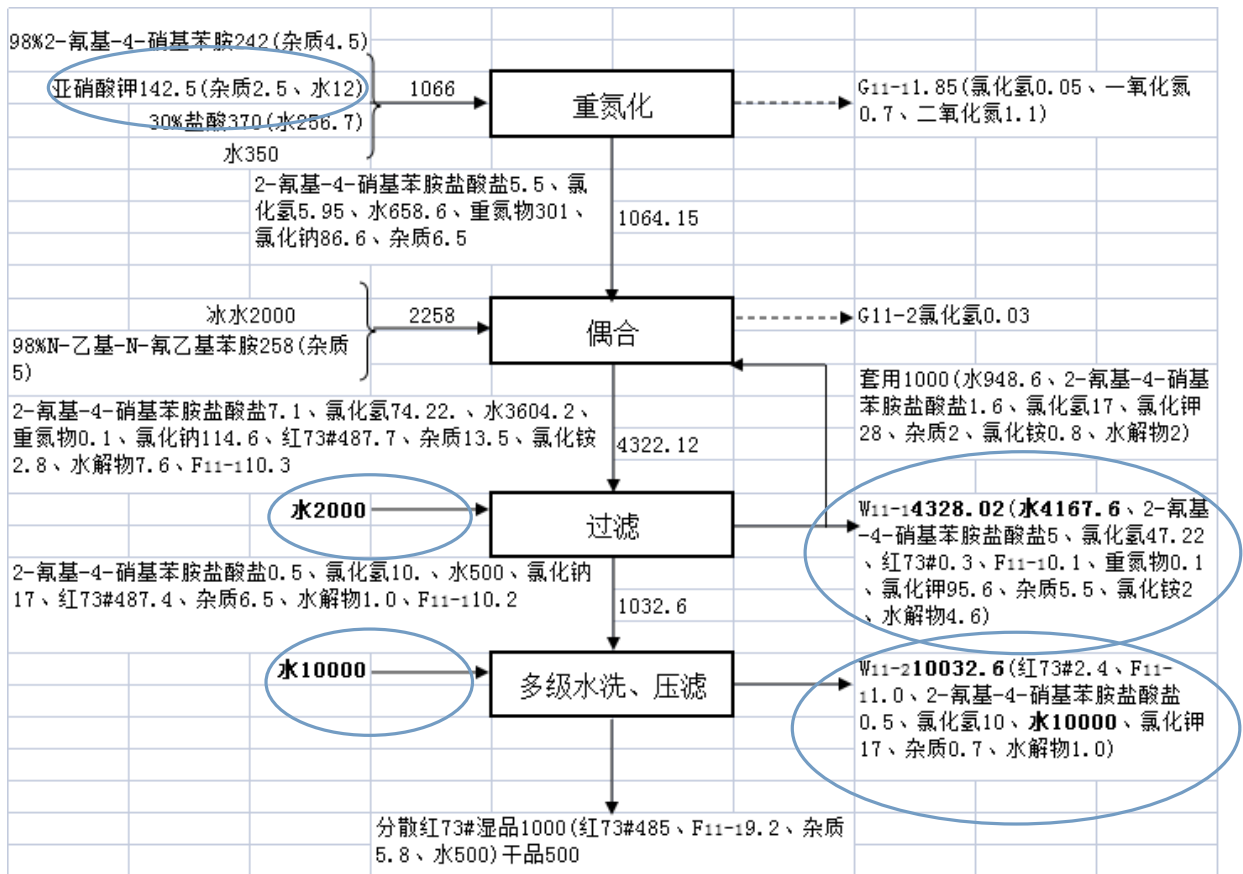 98%2-氰基-4-硝基苯胺242(杂质4.5)
亚硝酸钾142.5(杂质2.5、水12)
30%盐酸370(水256.7)
水350
1066
重氮化
G11-11.85(氯化氢0.05、一氧化氮
0.7、二氧化氮1.1)
2-氰基-4-硝基苯胺盐酸盐5.5、氯
化氢5.95、水658.6、重氮物301、
氯化钠86.6、杂质6.5
1064.15
冰水2000
98%N-乙基-N-氰乙基苯胺258(杂质
5)
2258
偶合
G11-2氯化氢0.03
套用1000(水948.6、2-氰基-4-硝基
苯胺盐酸盐1.6、氯化氢17、氯化钾
28、杂质2、氯化铵0.8、水解物2)
2-氰基-4-硝基苯胺盐酸盐7.1、氯化氢74.22.、水3604.2、
重氮物0.1、氯化钠114.6、红73#487.7、杂质13.5、氯化铵
2.8、水解物7.6、F11-110.3
4322.12
水2000
过滤
W11-14328.02(水4167.6、2-氰基
-4-硝基苯胺盐酸盐5、氯化氢47.22
、红73#0.3、F11-10.1、重氮物0.1
、氯化钾95.6、杂质5.5、氯化铵2
、水解物4.6)
2-氰基-4-硝基苯胺盐酸盐0.5、氯化氢10.、水500、氯化钠
17、红73#487.4、杂质6.5、水解物1.0、F11-110.2
1032.6
水10000
多级水洗、压滤
W11-210032.6(红73#2.4、F11-
11.0、2-氰基-4-硝基苯胺盐酸盐
0.5、氯化氢10、水10000、氯化钾
17、杂质0.7、水解物1.0)
分散红73#湿品1000(红73#485、F11-19.2、杂质
5.8、水500)干品500